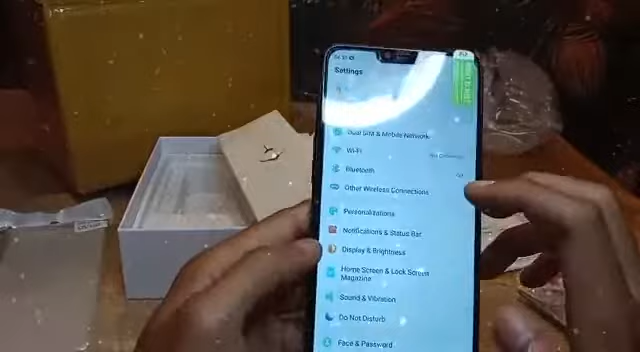 Settings
Dual SIM & Mobile Network
Wi-Fi
Bluetooth
Other Wireless Connections
Personalizations
Notifications & Status Bar
Display & Brightness
Home Screen & Lock Screen
Magazine
Sound & Vibration
Do Not Disturb
Face & Password